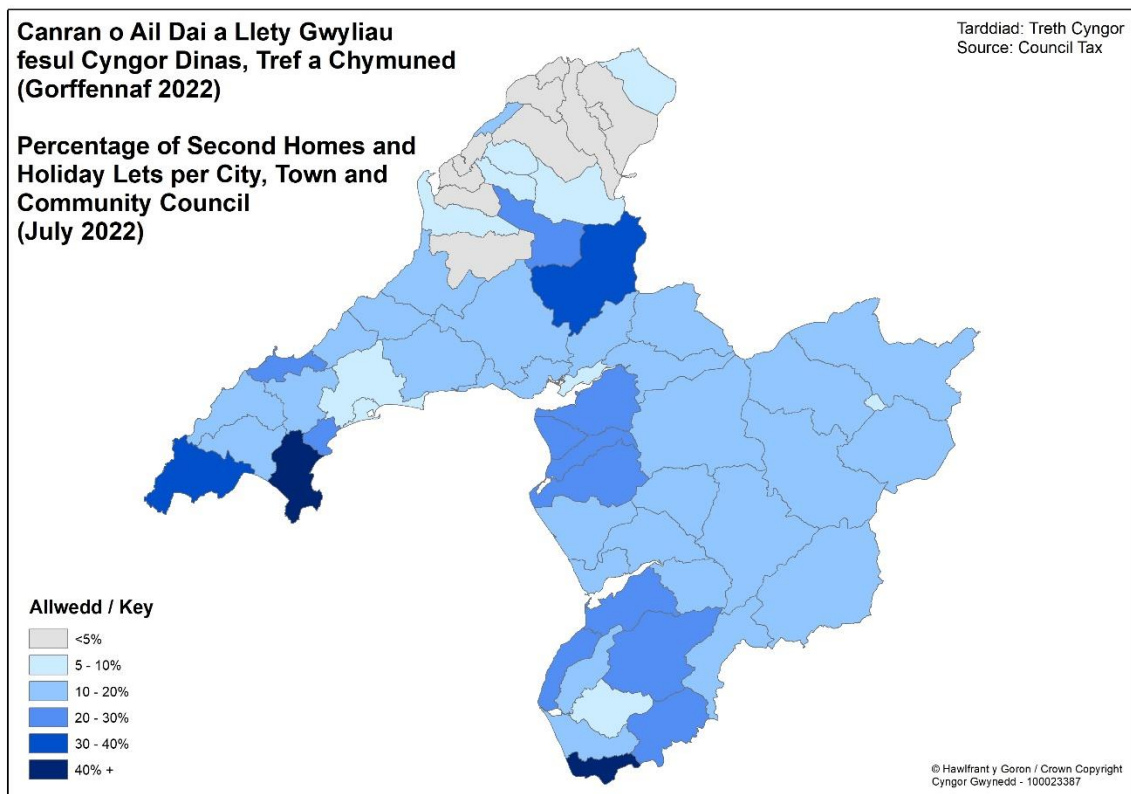 Canran o Ail Dai a Llety Gwyliau
fesul Cyngor Dinas, Tref a Chymuned
(Gorffennaf 2022)
Percentage of Second Homes and
Holiday Lets per City, Town and
Community Council
(July 2022)
Tarddiad: Treth Cyngor
Source: Council Tax
Allwedd / Key
<5%
5 - 10%
10 - 20%
20 - 30%
30 - 40%
40% +
© Hawlfraint y Goron / Crown Copyright
Cyngor Gwynedd - 100023387